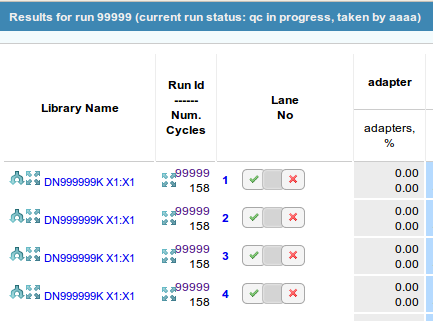 Results for run 99999 (current run status: qc in progress, taken by aaaa)
Library Name
Run Id
------
Num.
Cycles
Lane
No
adapter
adapters,
%
DN999999K X1:X1
99999
158
1
0.00
0.00
DN999999K X1:X1
99999
158
2
0.00
0.00
DN999999K X1:X1
99999
158
3
0.00
0.00
DN999999K X1:X1
99999
158
4
0.00
0.00